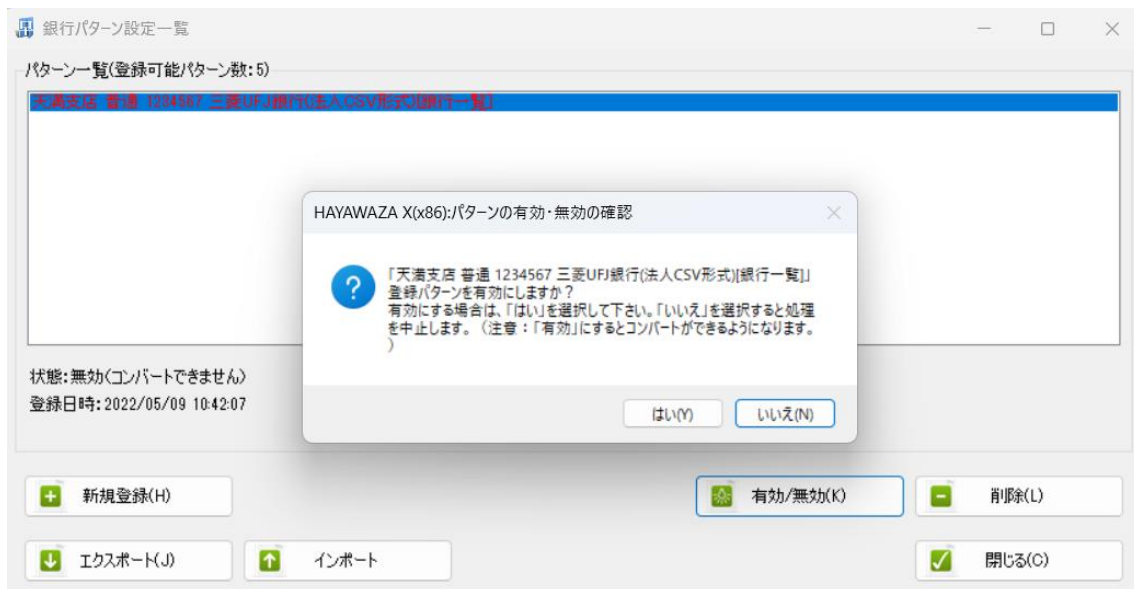 銀行パターン設定一覧
パターン一覧(登録可能パターン数:5)
天満支店 普通 1234567 三菱UFJ銀行(法人CSV形式)[銀行一覧]
HAYAWAZA X(x86):パターンの有効・無効の確認
「天満支店 普通 1234567 三菱UFJ銀行(法人CSV形式)[銀行一覧]」
登録パターンを有効にしますか？
有効にする場合は、「はい」を選択して下さい。「いいえ」を選択すると処理
を中止します。（注意：「有効」にするとコンバートができるようになります。
）
はい(Y)
いいえ(N)
状態:無効(コンバートできません)
登録日時:2022/05/09 10:42:07
新規登録(H)
有効/無効(K)
削除(L)
エクスポート(J)
インポート
閉じる(C)